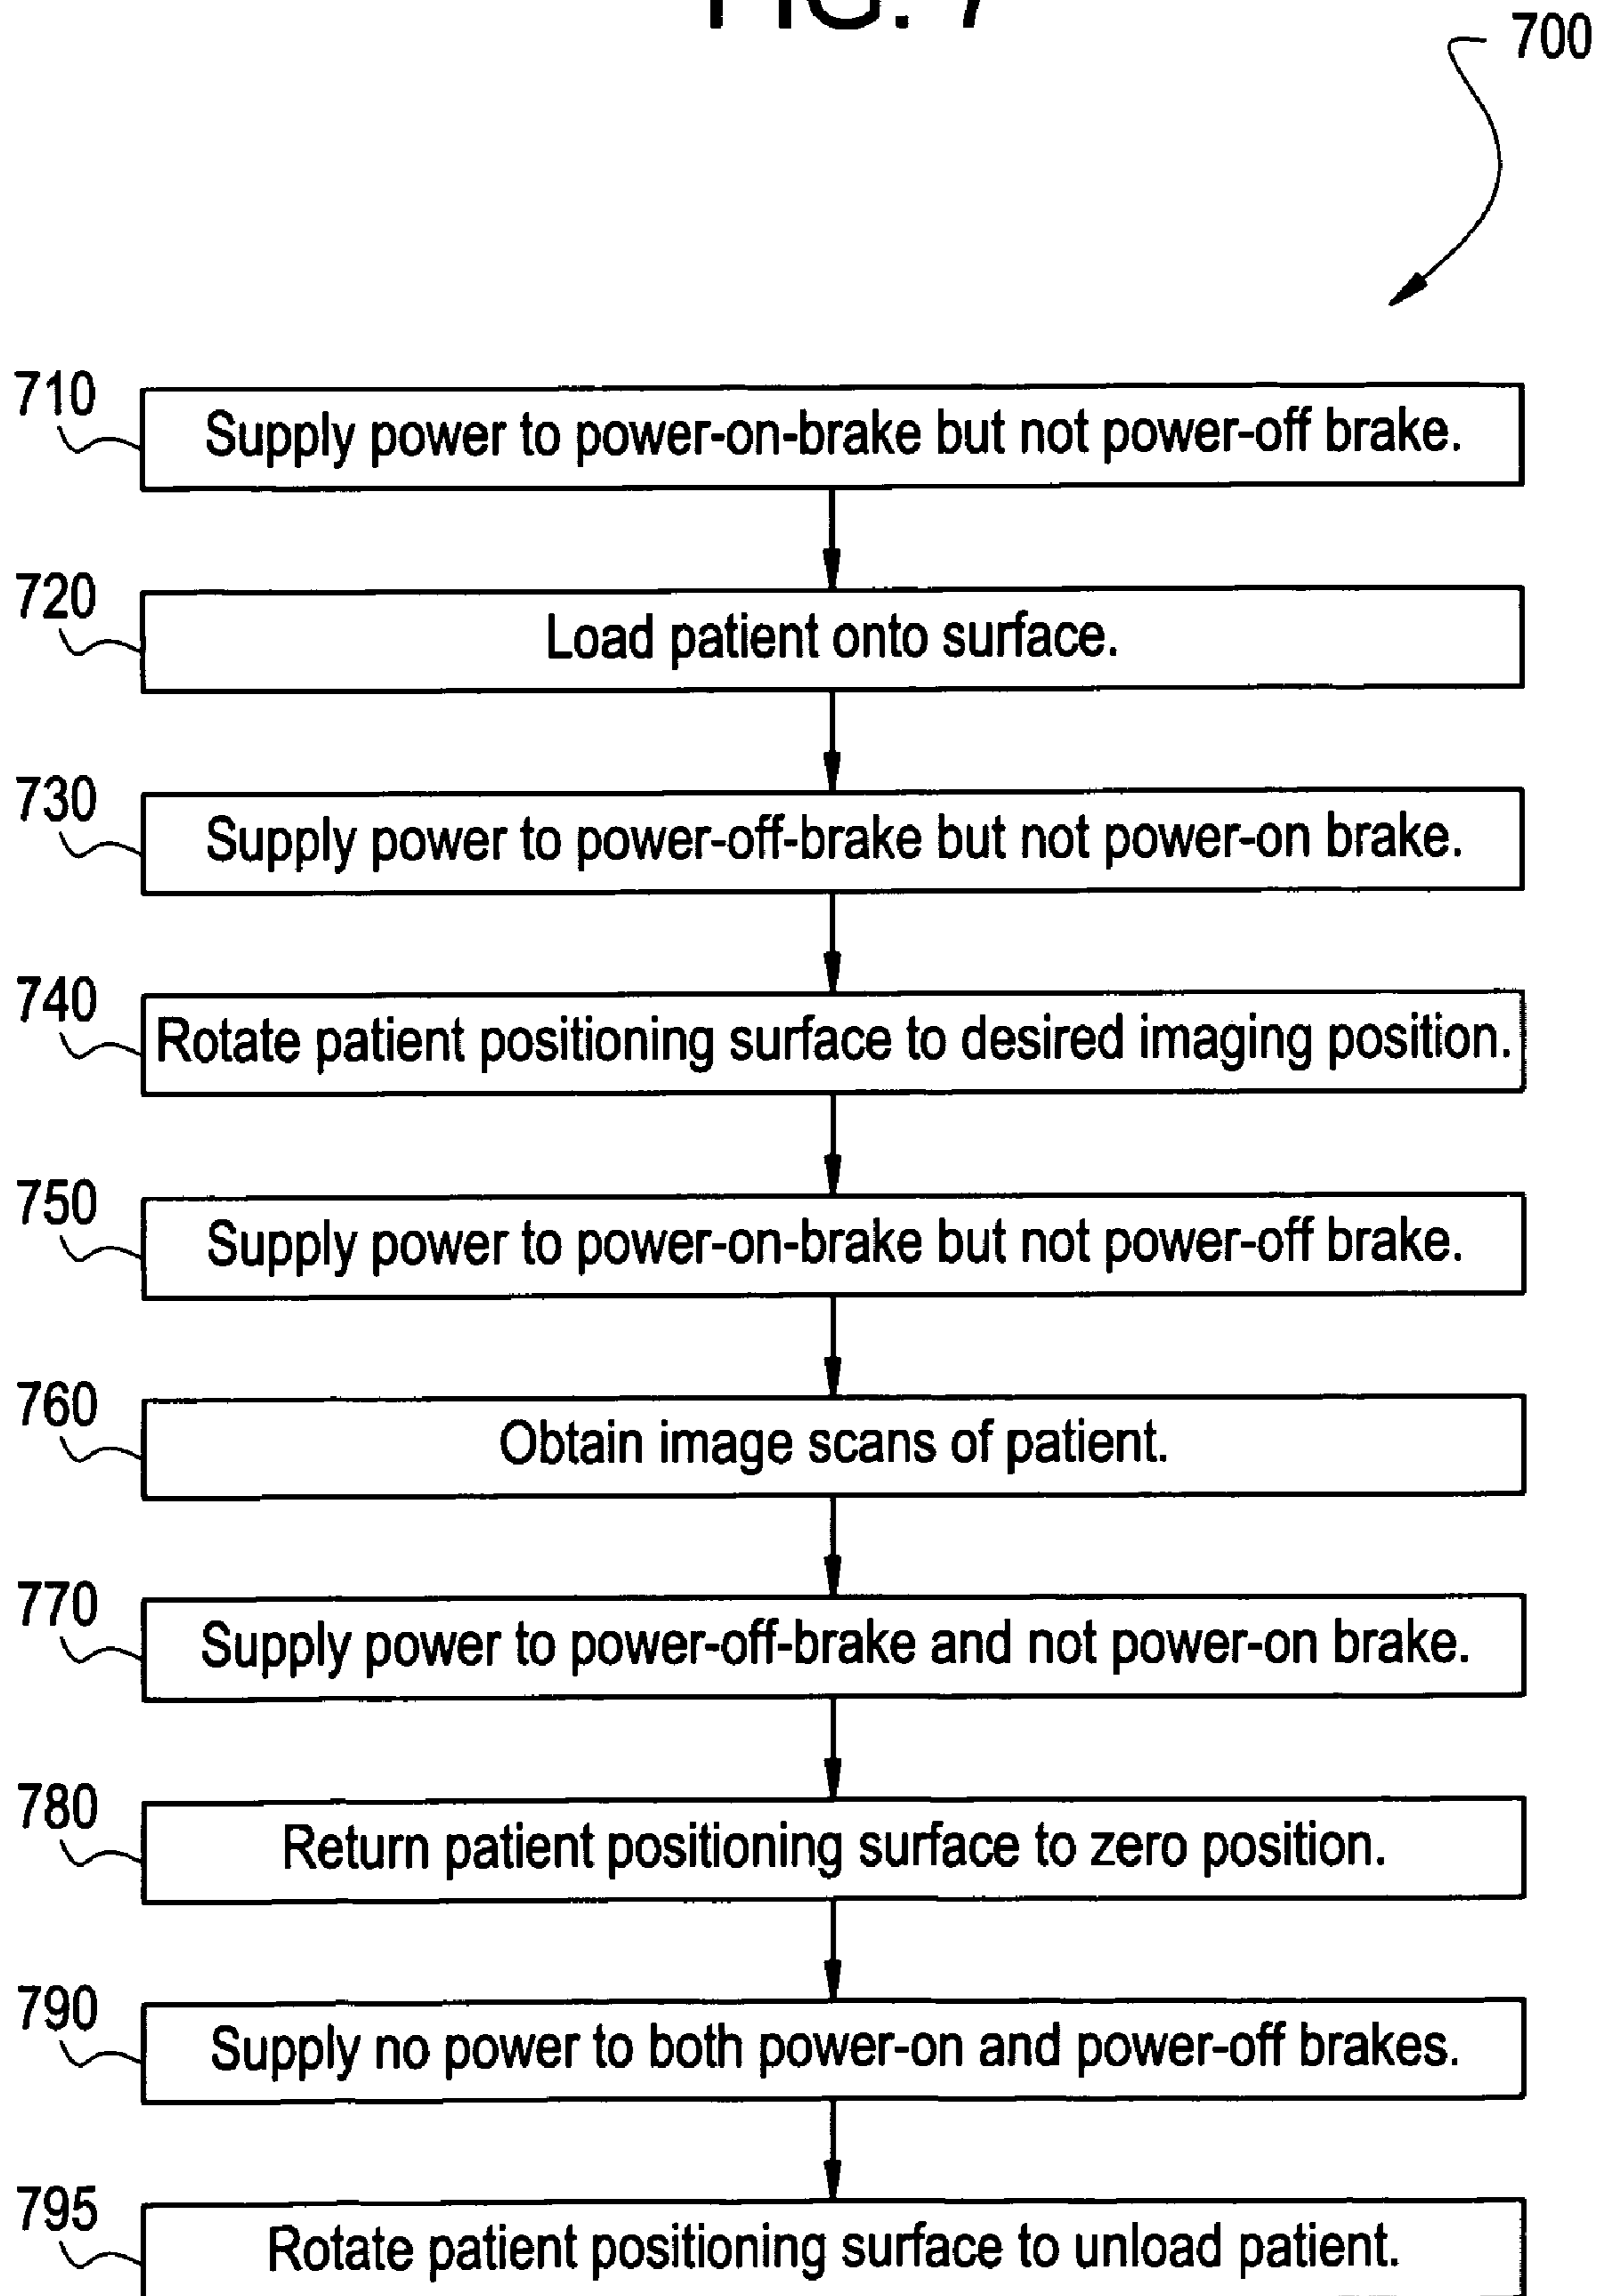 FIG. 7
700
710
Supply power to power-on-brake but not power-off brake.
720
Load patient onto surface.
730
Supply power to power-off-brake but not power-on brake.
740
Rotate patient positioning surface to desired imaging position.
750
Supply power to power-on-brake but not power-off brake.
760
Obtain image scans of patient.
770
Supply power to power-off-brake and not power-on brake.
780
Return patient positioning surface to zero position.
790
Supply no power to both power-on and power-off brakes.
795
Rotate patient positioning surface to unload patient.